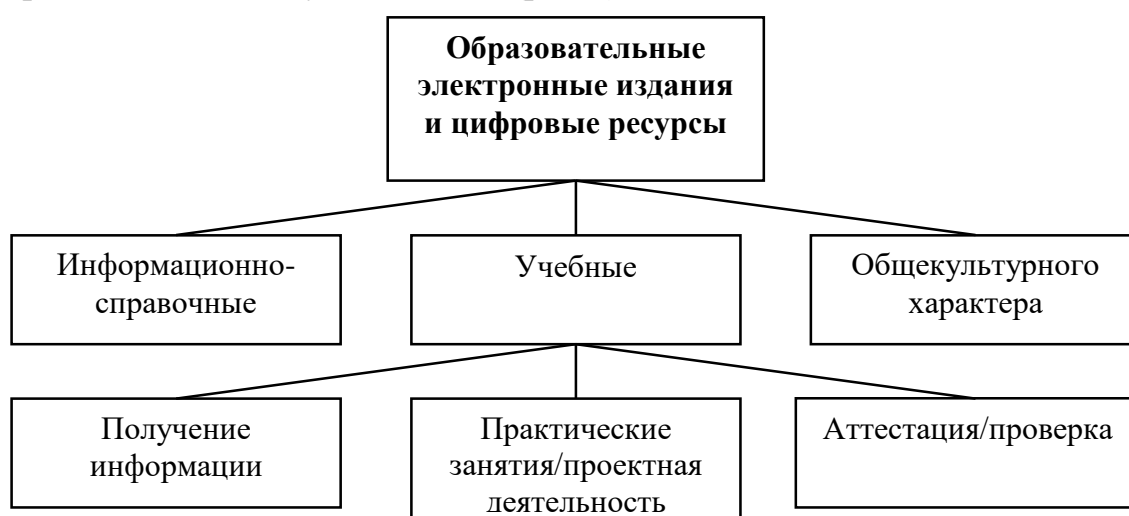 Образовательные
электронные издания
и цифровые ресурсы
Информационно-
справочные
Учебные
Общекультурного
характера
Получение
информации
Практические
занятия/проектная
деятельность
Аттестация/проверка